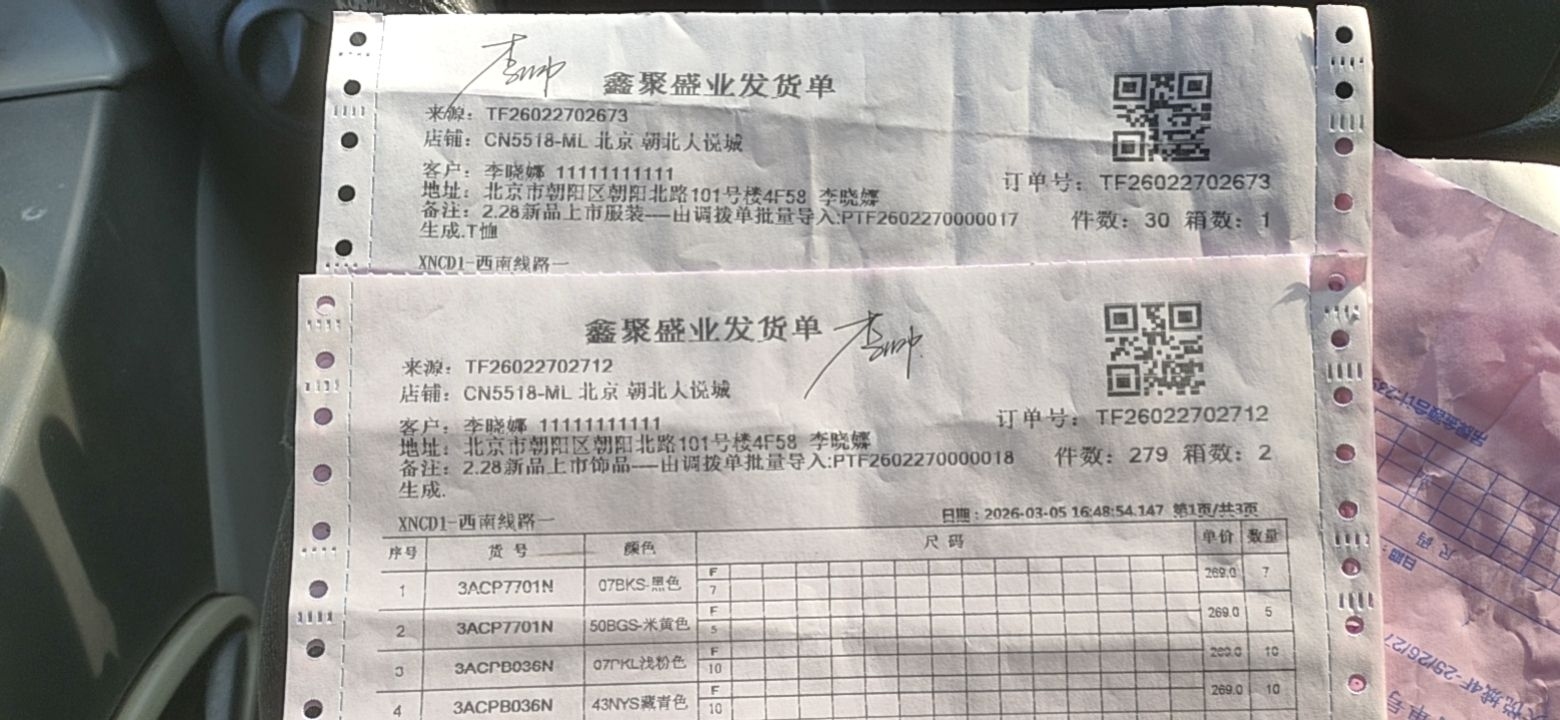 鑫聚盛业发货单
来源：TF26022702673
店铺：CN5518-ML 北京 朝北人悦城
客户：李晓娜 11111111111
订单号：TF26022702673
地址：北京市朝阳区朝阳北路101号楼4F58 李晓娜
备注：2.28新品上市服装----由调拨单批量导入:PTF2602270000017
件数：30 箱数：1
生成.T恤
XNCD1-西南线路一
鑫聚盛业发货单
来源：TF26022702712
店铺：CN5518-ML 北京 朝北人悦城
客户：李晓娜 11111111111
订单号：TF26022702712
地址：北京市朝阳区朝阳北路101号楼4F58 李晓娜
备注：2.28新品上市饰品----由调拨单批量导入:PTF2602270000018
件数：279 箱数：2
生成.
XNCD1-西南线路一
日期：2026-03-05 16:48:54.147 第1页/共3页
序号 货号 颜色 尺码 单价 数量
1 3ACP7701N 07BKS-黑色 F 7 269.0 7
2 3ACP7701N 50BGS-米黄色 F 5 269.0 5
3 3ACPB036N 07PKL浅粉色 F 10 269.0 10
4 3ACPB036N 43NYS藏青色 F 10 269.0 10
日期：
尺码